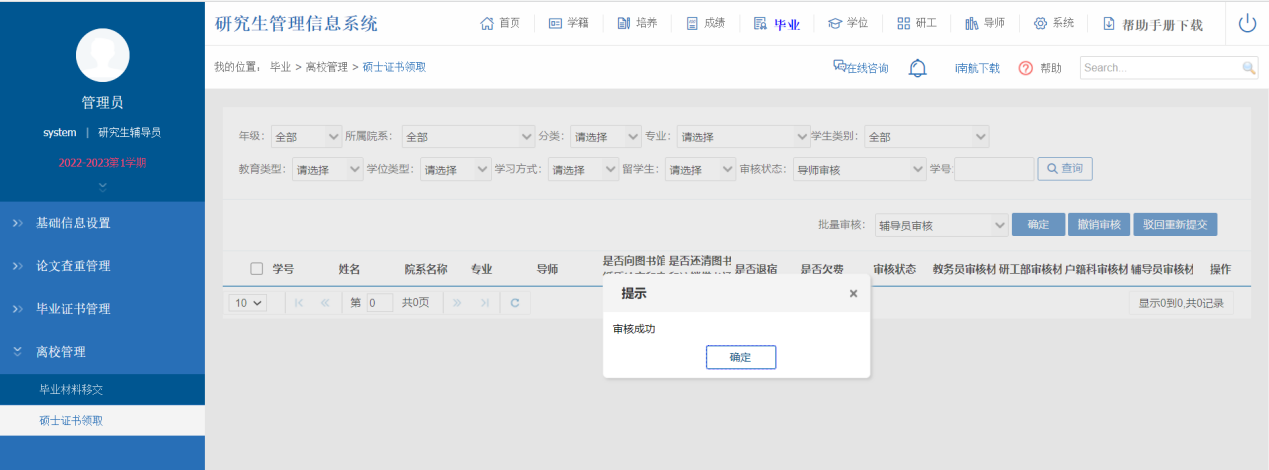 研究生管理信息系统 首页 学籍 培养 成绩 毕业 学位 研工 导师 系统 帮助手册下载
管理员
system | 研究生辅导员
2022-2023第1学期
我的位置： 毕业 > 离校管理 > 硕士证书领取 在线咨询 i南航下载 帮助 Search...
基础信息设置
论文查重管理
毕业证书管理
离校管理
毕业材料移交
硕士证书领取
年级: 全部 所属院系: 全部 分类: 请选择 专业: 请选择 学生类别: 全部
教育类型: 请选择 学位类型: 请选择 学习方式: 请选择 留学生: 请选择 审核状态: 导师审核 学号: 查询
批量审核: 辅导员审核 确定 撤销审核 驳回重新提交
学号 姓名 院系名称 专业 导师 是否向图书馆 是否还清图书 是否退宿 是否欠费 审核状态 教务员审核材 研工部审核材 户籍科审核材 辅导员审核材 操作
10 第 0 共0页 显示0到0,共0记录
提示 ×
审核成功
确定